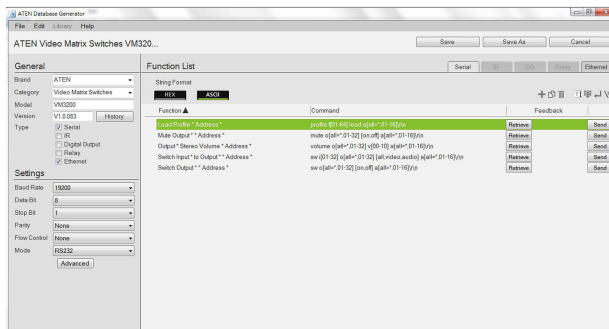 ATEN Database Generator
File Edit Library Help
ATEN Video Matrix Switches VM320...
Save Save As Cancel
General
Function List
Serial IR DO Relay Ethernet
Brand ATEN
Category Video Matrix Switches
Model VM3200
Version V1.0.083 History
Type Serial
IR
Digital Output
Relay
Ethernet
Settings
Baud Rate 19200
Data Bit 8
Stop Bit 1
Parity None
Flow Control None
Mode RS232
Advanced
String Format
HEX ASCII
Function Command Feedback
Load Profile * Address * profile f[01-64] load a[all=*,01-16]\r\n Retrieve Send
Mute Output * * Address * mute o[all=*,01-32] [on,off] a[all=*,01-16]\r\n Retrieve Send
Output * Stereo Volume * Address * volume o[all=*,01-32] v[00-10] a[all=*,01-16]\r\n Retrieve Send
Switch Input * to Output * * Address * sw i[01-32] o[all=*,01-32] [all,video,audio] a[all=*,01-16]\r\n Retrieve Send
Switch Output * * Address * sw o[all=*,01-32] [on,off] a[all=*,01-16]\r\n Retrieve Send